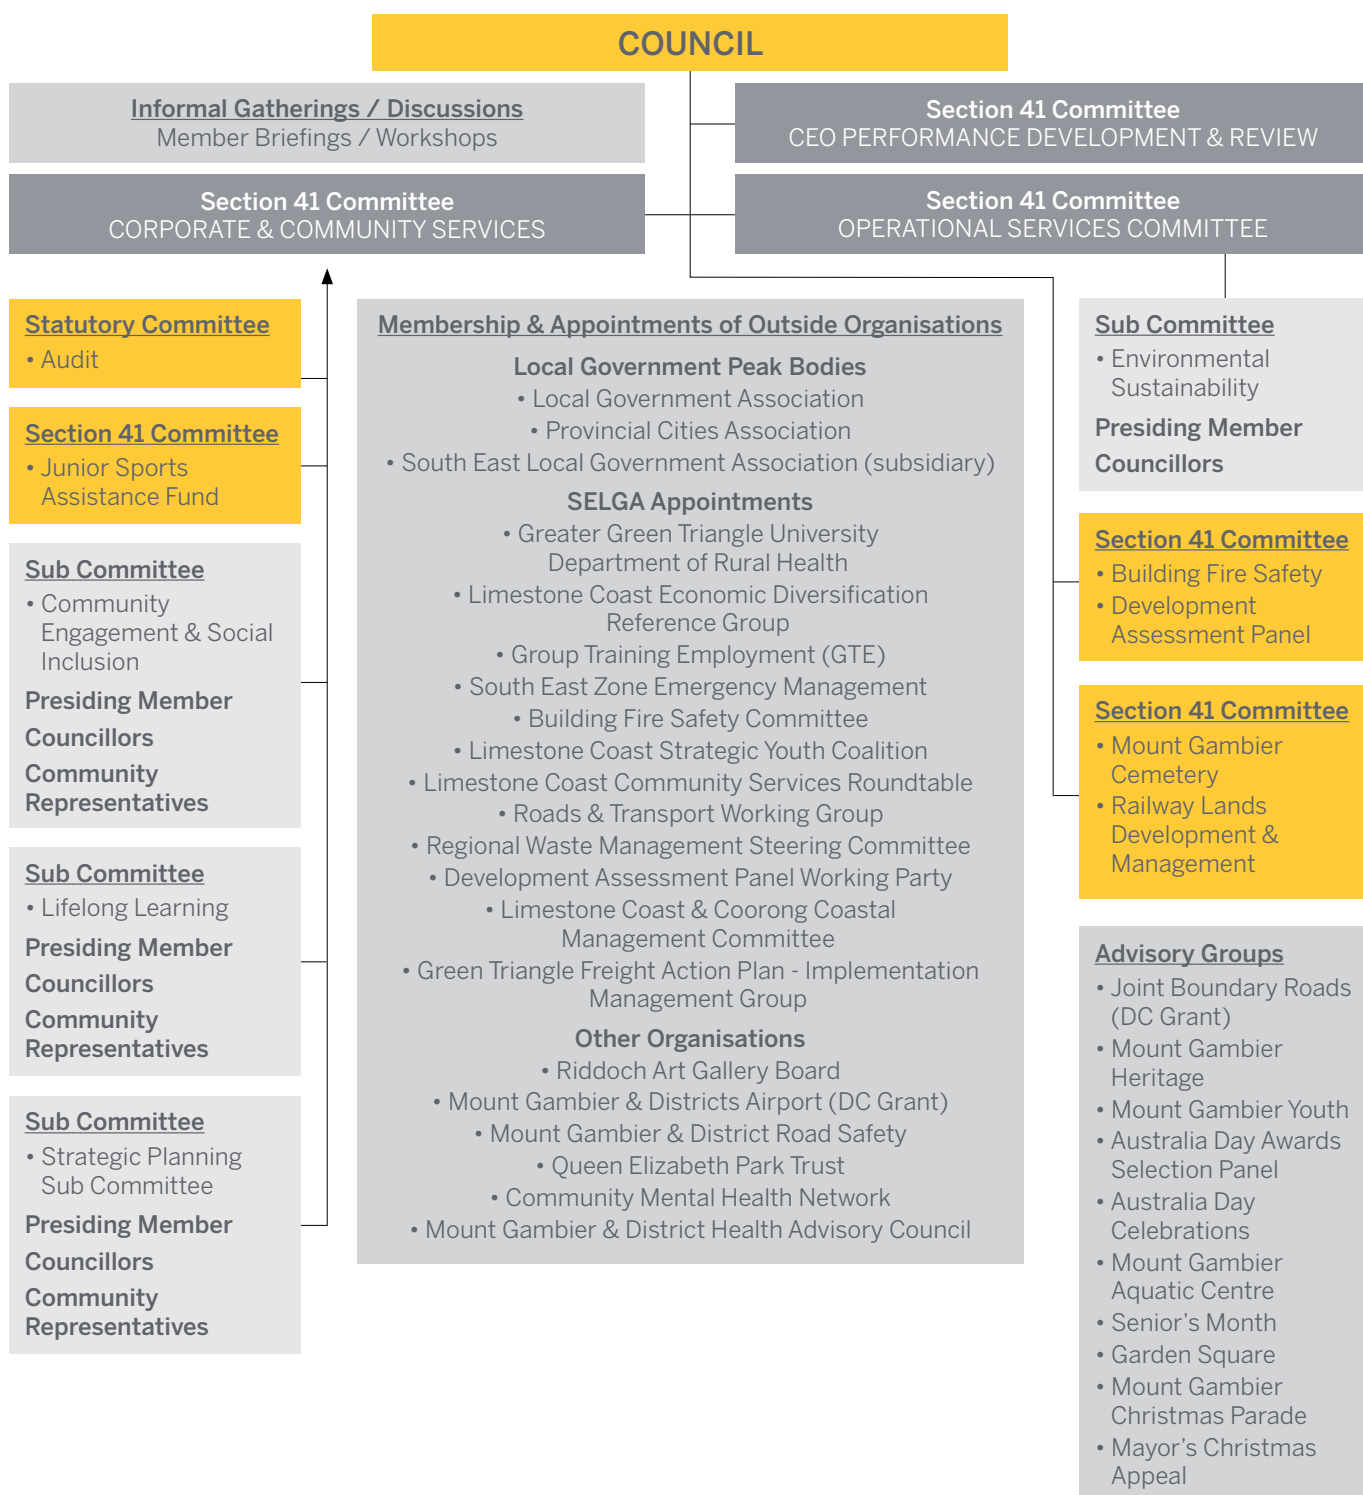 COUNCIL
Informal Gatherings / Discussions
Member Briefings / Workshops
Section 41 Committee
CEO PERFORMANCE DEVELOPMENT & REVIEW
Section 41 Committee
CORPORATE & COMMUNITY SERVICES
Section 41 Committee
OPERATIONAL SERVICES COMMITTEE
Statutory Committee
• Audit
Section 41 Committee
• Junior Sports
Assistance Fund
Sub Committee
• Community
Engagement & Social
Inclusion
Presiding Member
Councillors
Community
Representatives
Sub Committee
• Lifelong Learning
Presiding Member
Councillors
Community
Representatives
Sub Committee
• Strategic Planning
Sub Committee
Presiding Member
Councillors
Community
Representatives
Membership & Appointments of Outside Organisations
Local Government Peak Bodies
• Local Government Association
• Provincial Cities Association
• South East Local Government Association (subsidiary)
SELGA Appointments
• Greater Green Triangle University
Department of Rural Health
• Limestone Coast Economic Diversification
Reference Group
• Group Training Employment (GTE)
• South East Zone Emergency Management
• Building Fire Safety Committee
• Limestone Coast Strategic Youth Coalition
• Limestone Coast Community Services Roundtable
• Roads & Transport Working Group
• Regional Waste Management Steering Committee
• Development Assessment Panel Working Party
• Limestone Coast & Coorong Coastal
Management Committee
• Green Triangle Freight Action Plan - Implementation
Management Group
Other Organisations
• Riddoch Art Gallery Board
• Mount Gambier & Districts Airport (DC Grant)
• Mount Gambier & District Road Safety
• Queen Elizabeth Park Trust
• Community Mental Health Network
• Mount Gambier & District Health Advisory Council
Sub Committee
• Environmental
Sustainability
Presiding Member
Councillors
Section 41 Committee
• Building Fire Safety
• Development
Assessment Panel
Section 41 Committee
• Mount Gambier
Cemetery
• Railway Lands
Development &
Management
Advisory Groups
• Joint Boundary Roads
(DC Grant)
• Mount Gambier
Heritage
• Mount Gambier Youth
• Australia Day Awards
Selection Panel
• Australia Day
Celebrations
• Mount Gambier
Aquatic Centre
• Senior's Month
• Garden Square
• Mount Gambier
Christmas Parade
• Mayor's Christmas
Appeal